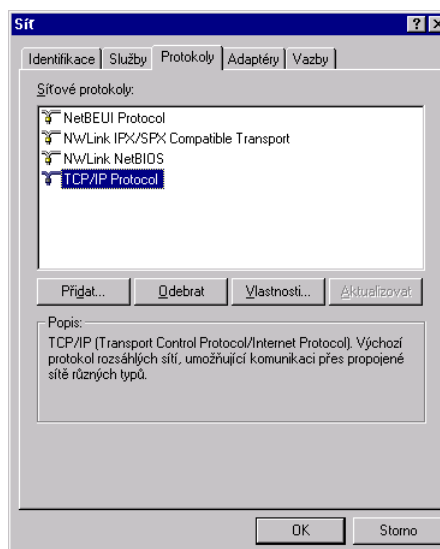 Síť
Identifikace Služby Protokoly Adaptéry Vazby
Síťové protokoly:
NetBEUI Protocol
NWLink IPX/SPX Compatible Transport
NWLink NetBIOS
TCP/IP Protocol
Přidat... Odebrat Vlastnosti... Aktualizovat
Popis:
TCP/IP (Transport Control Protocol/Internet Protocol). Výchozí
protokol rozsáhlých sítí, umožňující komunikaci přes propojené
sítě různých typů.
OK Storno